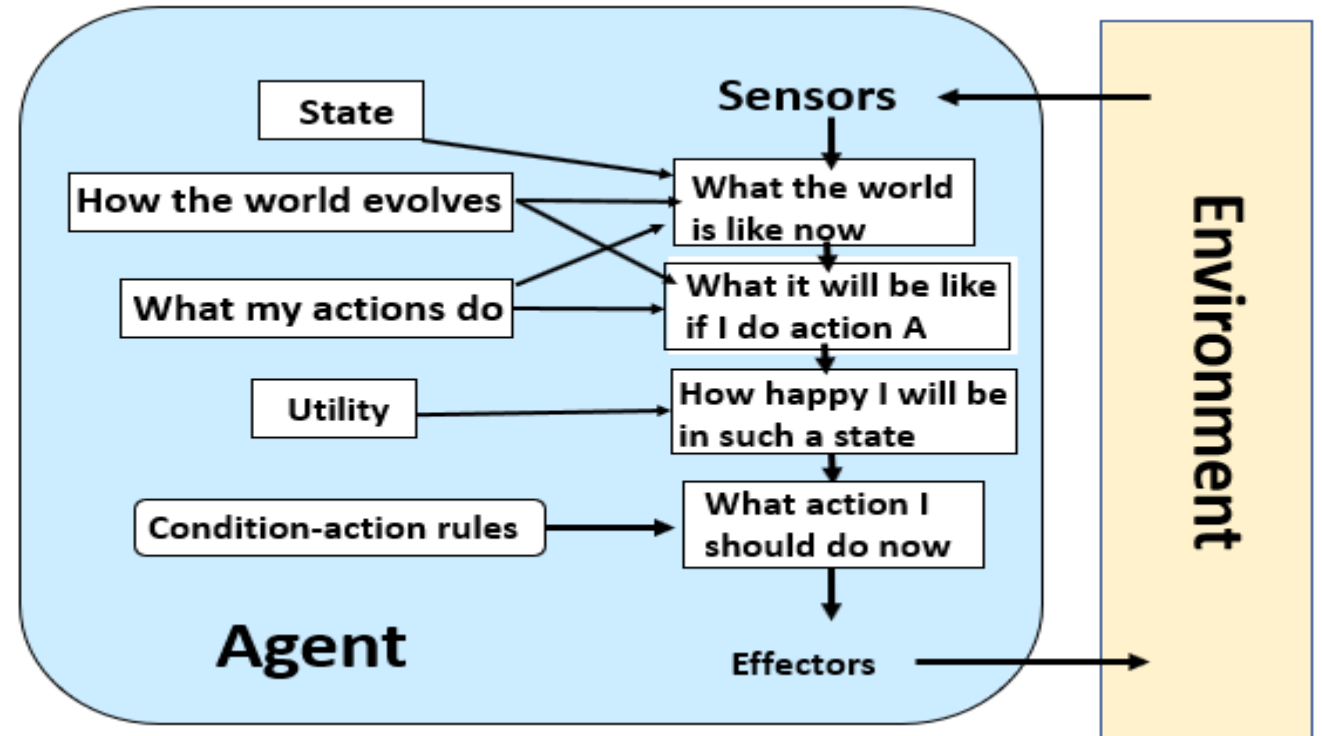 State
Sensors
How the world evolves
What the world
is like now
What my actions do
What it will be like
if I do action A
Utility
How happy I will be
in such a state
Condition-action rules
What action I
should do now
Agent
Effectors
Environment